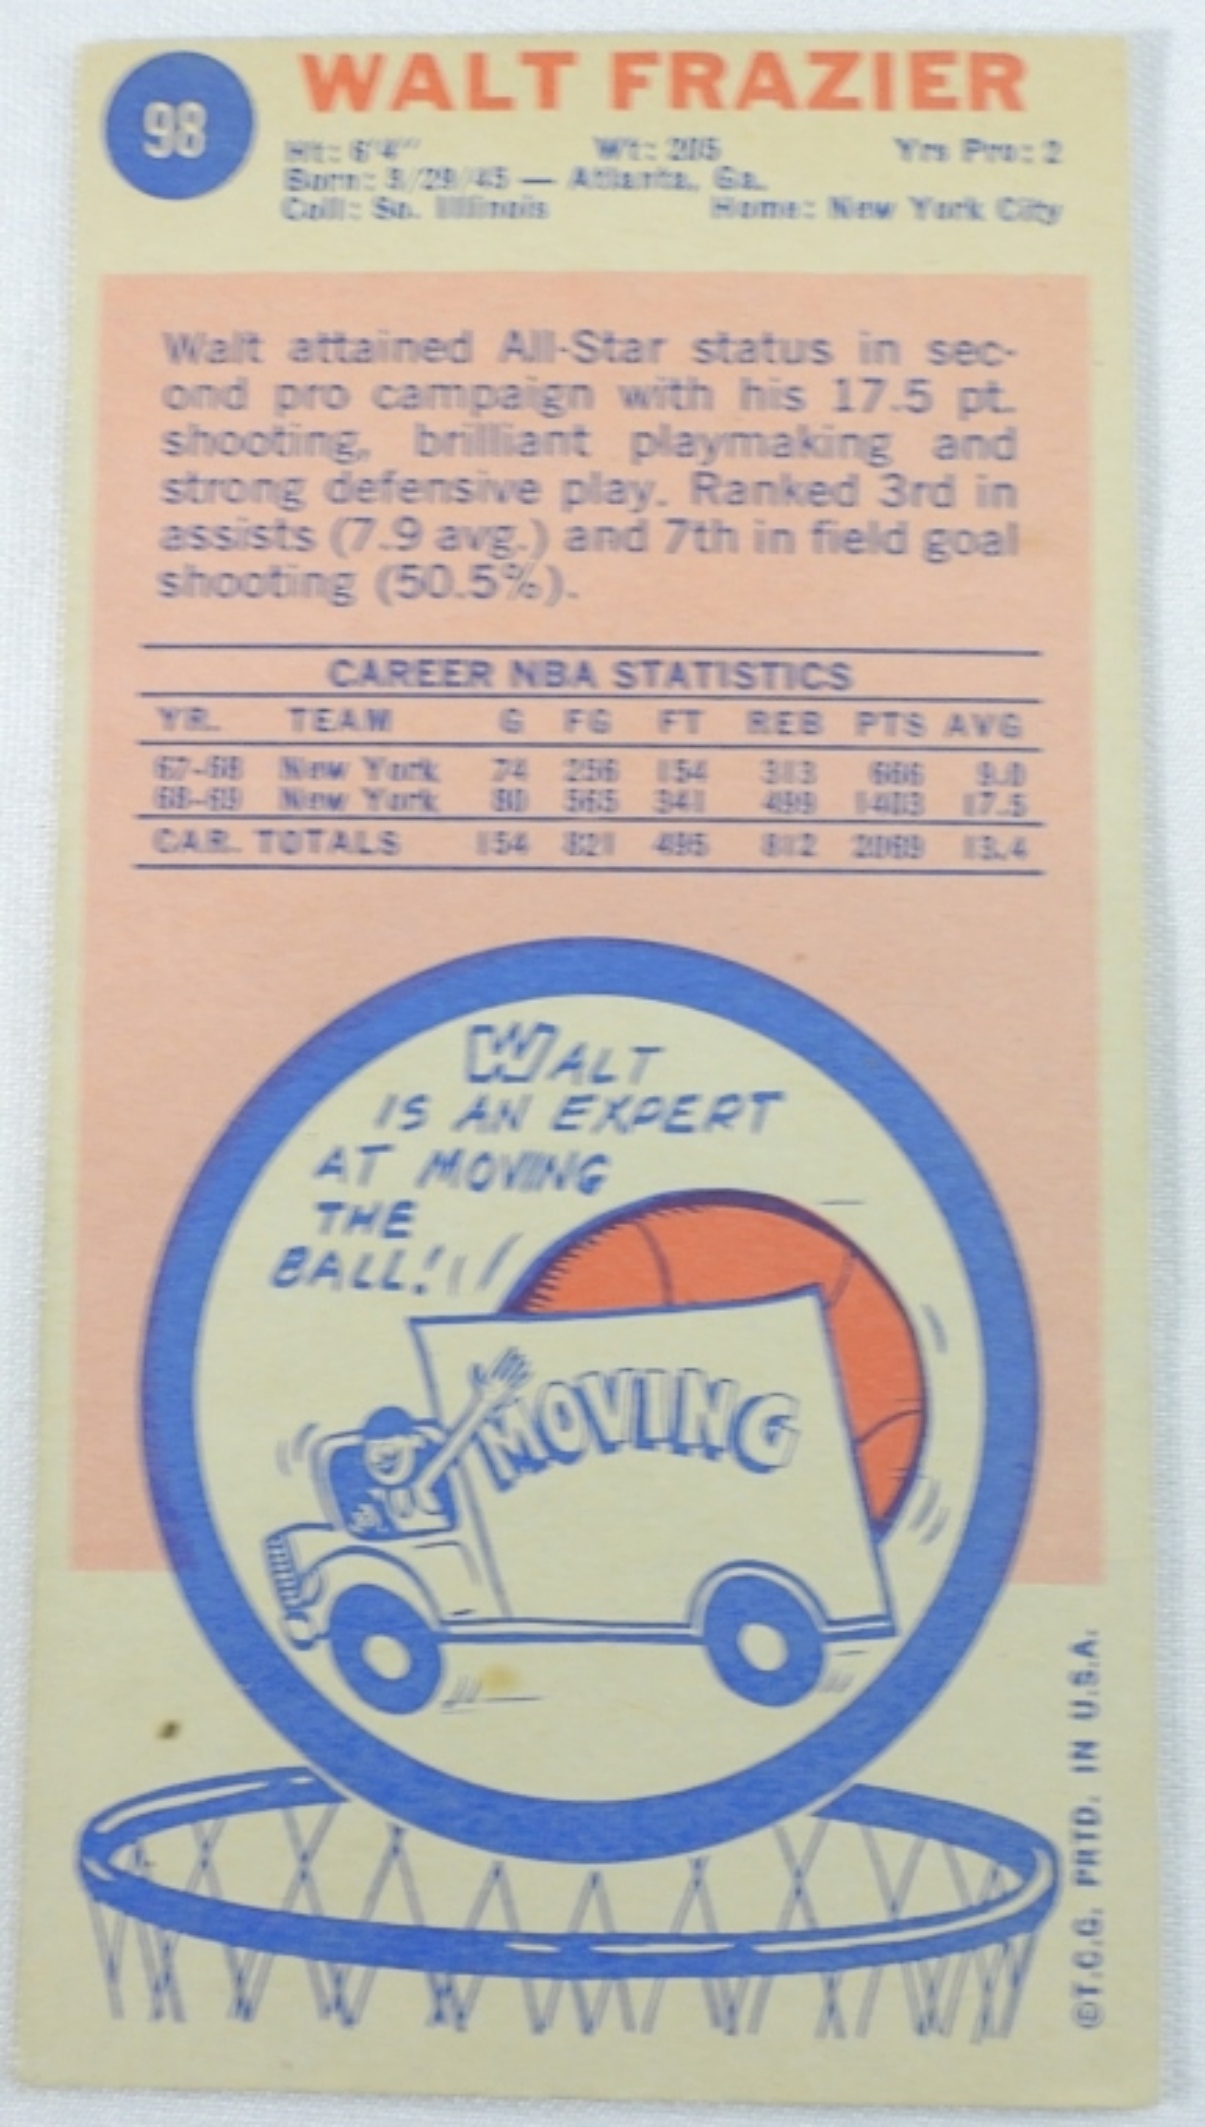 98
WALT FRAZIER
Ht: 6'4" Wt: 205 Yrs Pro: 2
Born: 3/29/45 — Atlanta, Ga.
Coll: So. Illinois Home: New York City
Walt attained All-Star status in sec-
ond pro campaign with his 17.5 pt.
shooting, brilliant playmaking and
strong defensive play. Ranked 3rd in
assists (7.9 avg.) and 7th in field goal
shooting (50.5%).
CAREER NBA STATISTICS
YR. TEAM G FG FT REB PTS AVG
67-68 New York 74 256 154 313 666 9.0
68-69 New York 80 565 341 499 1403 17.5
CAR. TOTALS 154 821 495 812 2069 13.4
WALT
IS AN EXPERT
AT MOVING
THE
BALL!
MOVING
©T.C.G. PRTD. IN U.S.A.